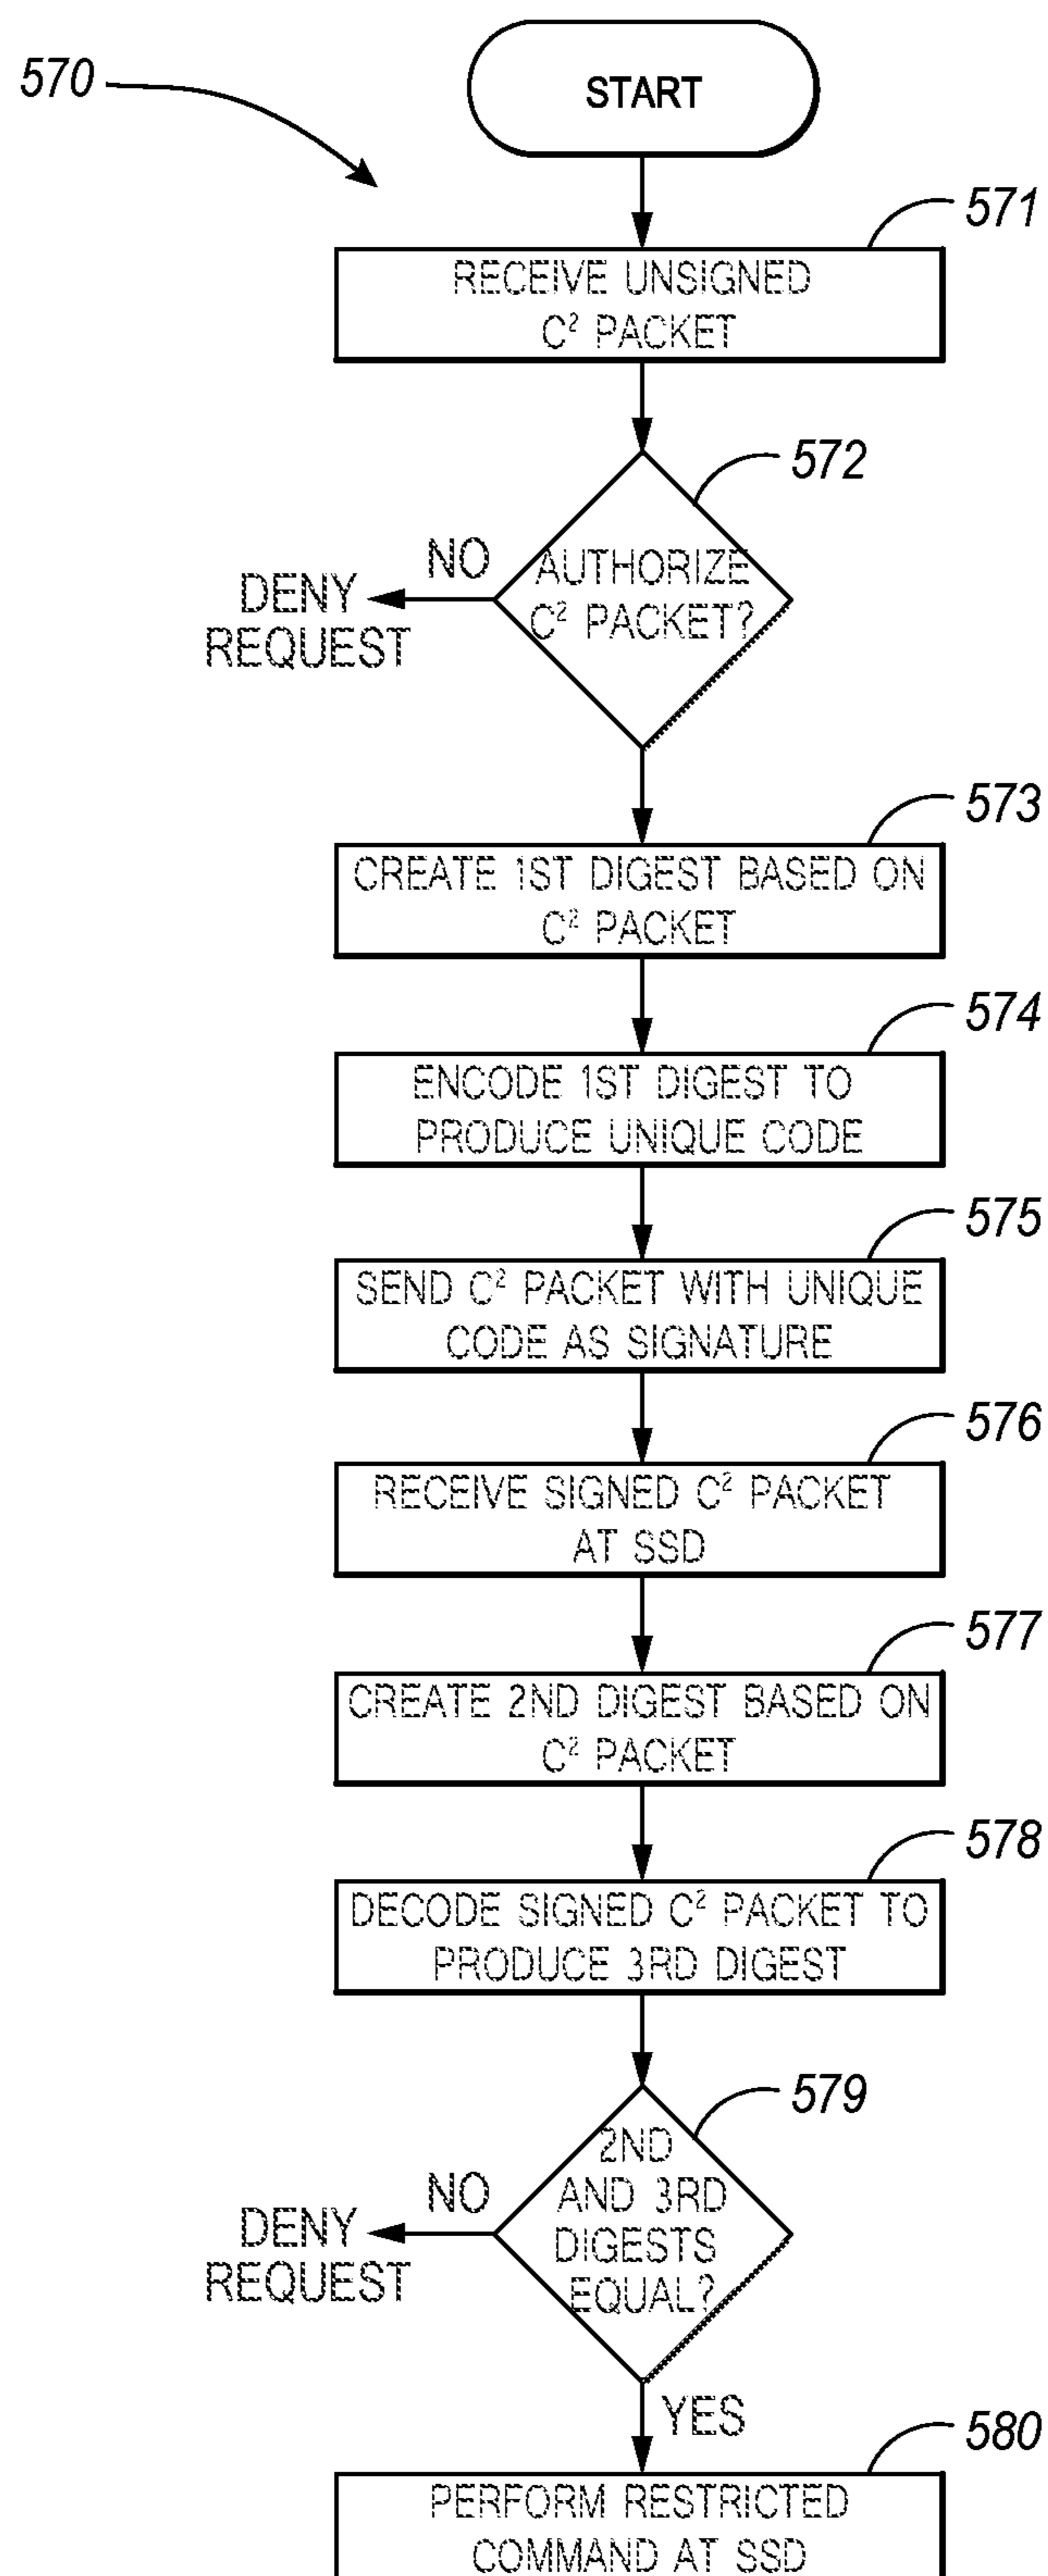 570
START
571
RECEIVE UNSIGNED
C² PACKET
572
AUTHORIZE
C² PACKET?
NO
DENY
REQUEST
573
CREATE 1ST DIGEST BASED ON
C² PACKET
574
ENCODE 1ST DIGEST TO
PRODUCE UNIQUE CODE
575
SEND C² PACKET WITH UNIQUE
CODE AS SIGNATURE
576
RECEIVE SIGNED C² PACKET
AT SSD
577
CREATE 2ND DIGEST BASED ON
C² PACKET
578
DECODE SIGNED C² PACKET TO
PRODUCE 3RD DIGEST
579
2ND
AND 3RD
DIGESTS
EQUAL?
NO
DENY
REQUEST
YES
580
PERFORM RESTRICTED
COMMAND AT SSD